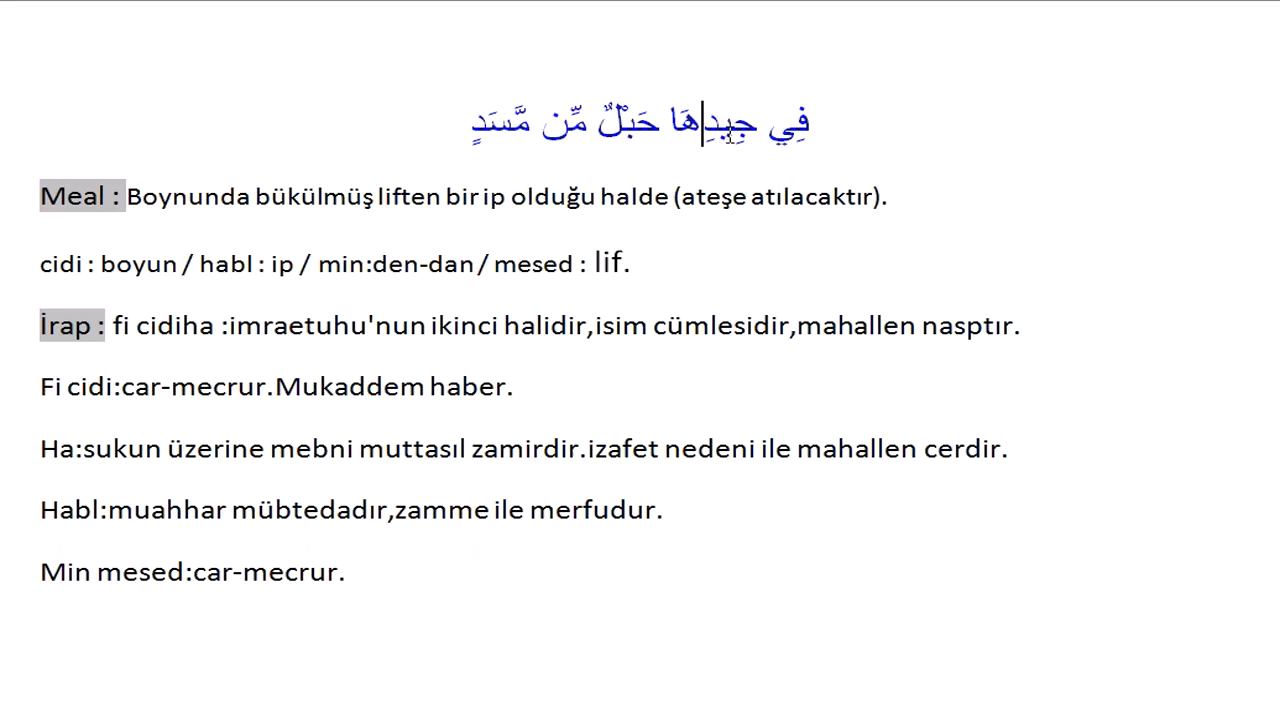 فِي جِيدِهَا حَبْلٌ مِّن مَّسَدٍ
Meal : Boynunda bükülmüş liften bir ip olduğu halde (ateşe atılacaktır).
cidi : boyun / habl : ip / min:den-dan / mesed : lif.
İrap : fi cidiha :imraetuhu'nun ikinci halidir,isim cümlesidir,mahallen nasptır.
Fi cidi:car-mecrur.Mukaddem haber.
Ha:sukun üzerine mebni muttasıl zamirdir.izafet nedeni ile mahallen cerdir.
Habl:muahhar mübtedadır,zamme ile merfudur.
Min mesed:car-mecrur.